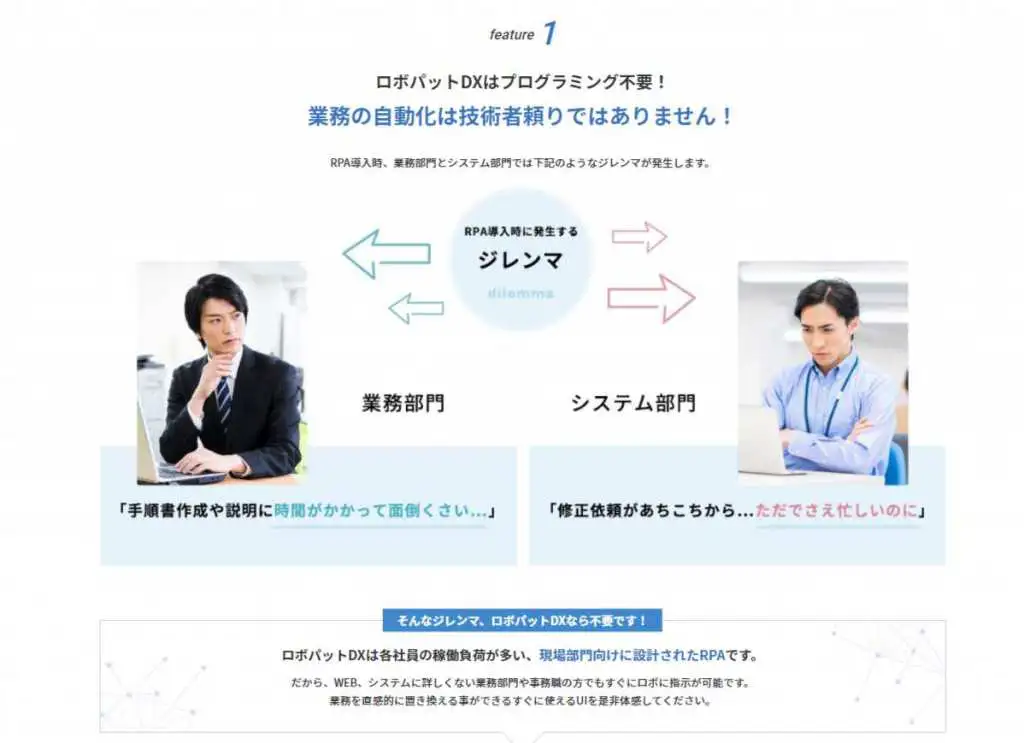 feature 1
ロボパットDXはプログラミング不要！
業務の自動化は技術者頼りではありません！
RPA導入時、業務部門とシステム部門では下記のようなジレンマが発生します。
RPA導入時に発生する
ジレンマ
dilemma
業務部門
システム部門
「手順書作成や説明に時間がかかって面倒くさい...」
「修正依頼があちこちから...ただでさえ忙しいのに」
そんなジレンマ、ロボパットDXなら不要です！
ロボパットDXは各社員の稼働負荷が多い、現場部門向けに設計されたRPAです。
だから、WEB、システムに詳しくない業務部門や事務職の方でもすぐにロボに指示が可能です。
業務を直感的に置き換える事ができるすぐに使えるUIを是非体感してください。